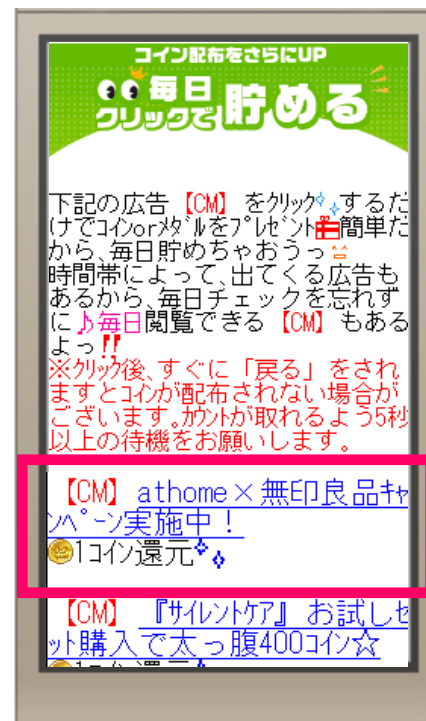 コイン配布をさらにUP
毎日
クリックで貯める
下記の広告【CM】をｸﾘｯｸするだ
けでｺｲﾝorﾒﾀﾞﾙをﾌﾟﾚｾﾞﾝﾄ簡単だ
から、毎日貯めちゃおうっ
時間帯によって、出てくる広告も
あるから、毎日チェックを忘れず
に♪毎日閲覧できる【CM】もある
よっ!!
※ｸﾘｯｸ後、すぐに「戻る」をされ
ますとｺｲﾝが配布されない場合が
ございます。ｶｳﾝﾄが取れるよう5秒
以上の待機をお願いします。
【CM】athome×無印良品ｷｬ
ﾝﾍﾟｰﾝ実施中！
1ｺｲﾝ還元
【CM】『ｻｲﾚﾝﾄｹｱ』お試しｾ
ｯﾄ購入で太っ腹400ｺｲﾝ☆